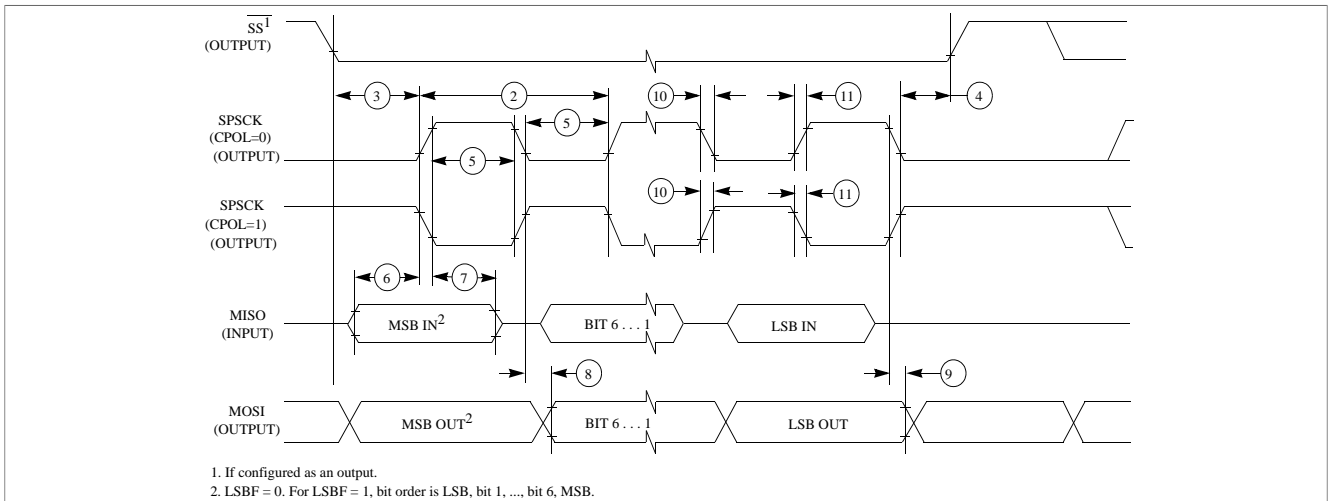 SS1
(OUTPUT)
3
2
10
11
4
SPSCK
(CPOL=0)
(OUTPUT)
5
5
SPSCK
(CPOL=1)
(OUTPUT)
10
11
6
7
MISO
(INPUT)
MSB IN2
BIT 6 . . . 1
LSB IN
8
9
MOSI
(OUTPUT)
MSB OUT2
BIT 6 . . . 1
LSB OUT
1. If configured as an output.
2. LSBF = 0. For LSBF = 1, bit order is LSB, bit 1, ..., bit 6, MSB.